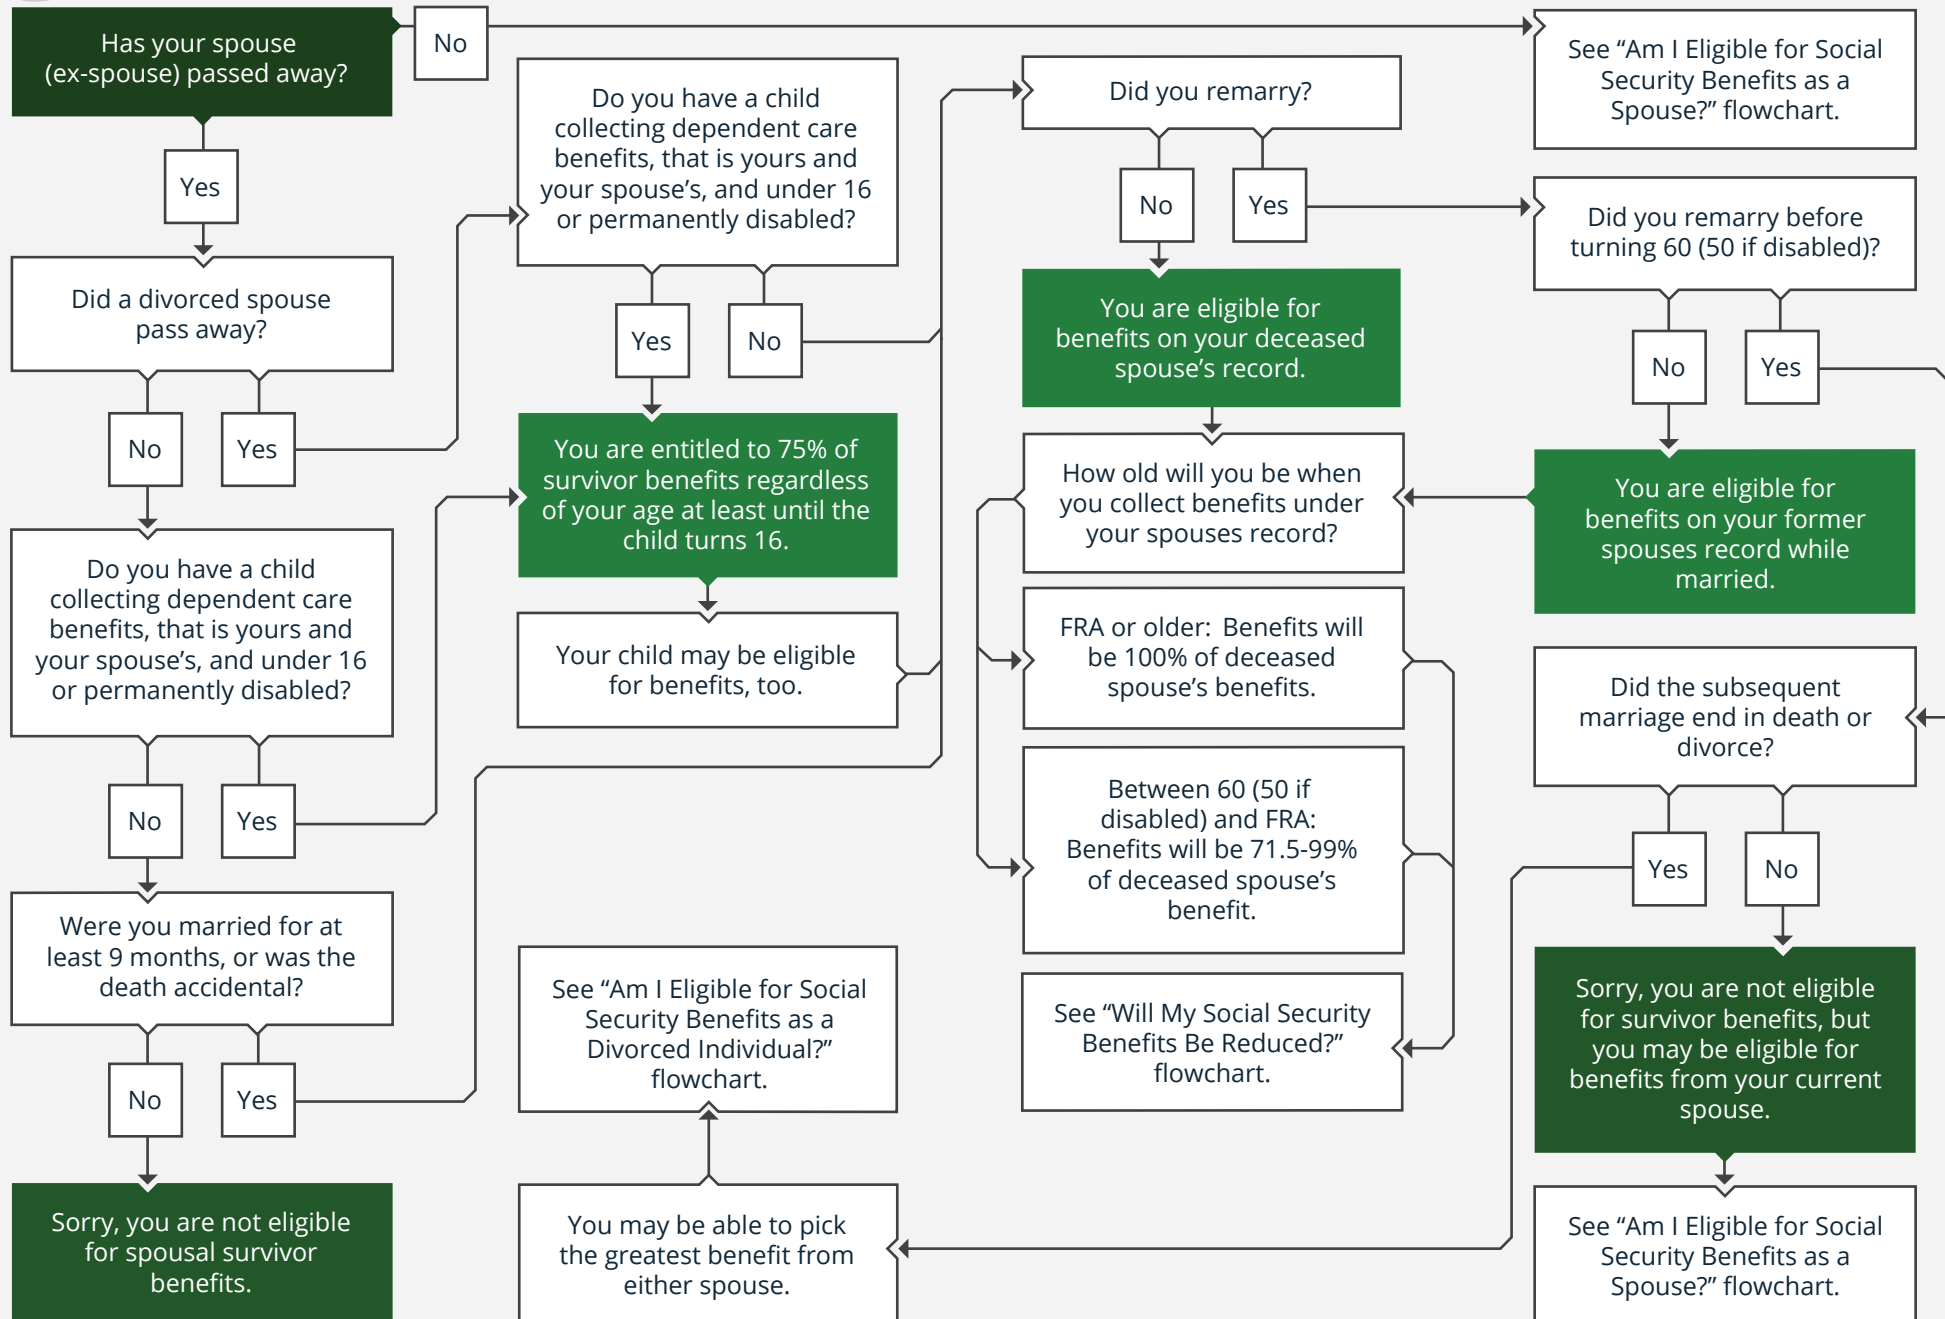 Has your spouse
(ex-spouse) passed away?
No
Yes
Did a divorced spouse
pass away?
No
Yes
Do you have a child
collecting dependent care
benefits, that is yours and
your spouse’s, and under 16
or permanently disabled?
No
Yes
Were you married for at
least 9 months, or was the
death accidental?
No
Yes
Sorry, you are not eligible
for spousal survivor
benefits.
Do you have a child
collecting dependent care
benefits, that is yours and
your spouse’s, and under 16
or permanently disabled?
Yes
No
You are entitled to 75% of
survivor benefits regardless
of your age at least until the
child turns 16.
Your child may be eligible
for benefits, too.
See “Am I Eligible for Social
Security Benefits as a
Divorced Individual?”
flowchart.
You may be able to pick
the greatest benefit from
either spouse.
Did you remarry?
No
Yes
You are eligible for
benefits on your deceased
spouse’s record.
How old will you be when
you collect benefits under
your spouses record?
FRA or older: Benefits will
be 100% of deceased
spouse’s benefits.
Between 60 (50 if
disabled) and FRA:
Benefits will be 71.5-99%
of deceased spouse’s
benefit.
See “Will My Social Security
Benefits Be Reduced?”
flowchart.
See “Am I Eligible for Social
Security Benefits as a
Spouse?” flowchart.
Did you remarry before
turning 60 (50 if disabled)?
No
Yes
You are eligible for
benefits on your former
spouses record while
married.
Did the subsequent
marriage end in death or
divorce?
Yes
No
Sorry, you are not eligible
for survivor benefits, but
you may be eligible for
benefits from your current
spouse.
See “Am I Eligible for Social
Security Benefits as a
Spouse?” flowchart.